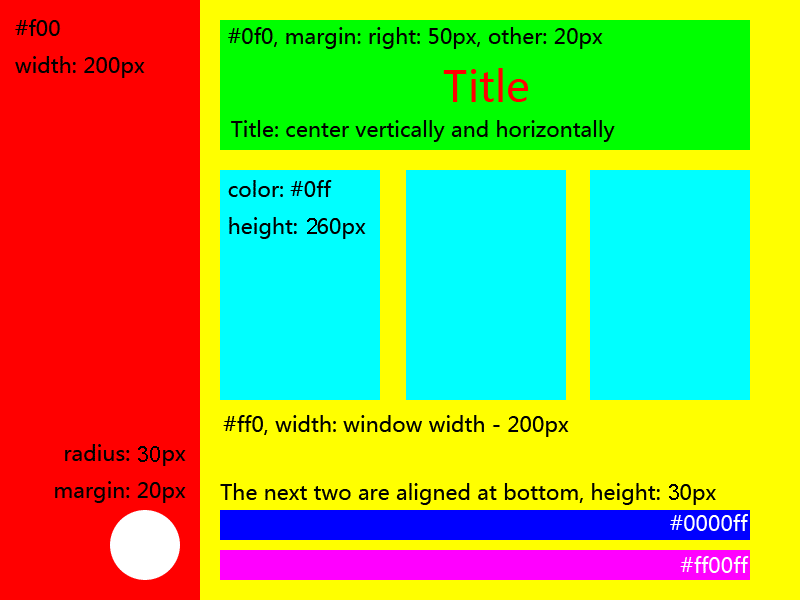 #f00
width: 200px
#0f0, margin: right: 50px, other: 20px
Title
Title: center vertically and horizontally
color: #0ff
height: 260px
#ff0, width: window width - 200px
radius: 30px
margin: 20px
The next two are aligned at bottom, height: 30px
#0000ff
#ff00ff